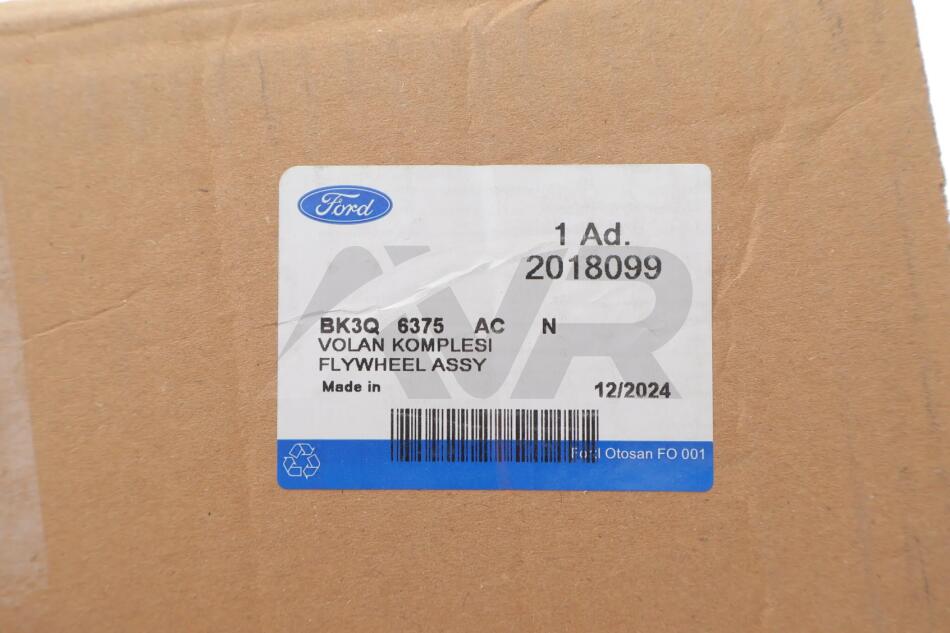 Ford
1 Ad.
2018099
AVR
BK3Q 6375 AC N
VOLAN KOMPLESI
FLYWHEEL ASSY
Made in
12/2024
Ford Otosan FO 001